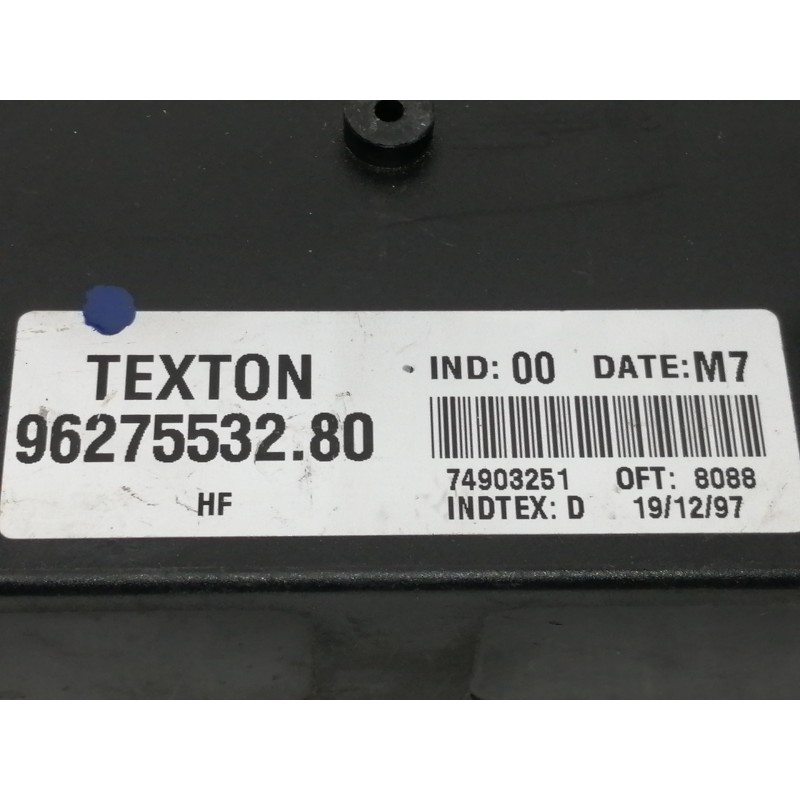 TEXTON
96275532.80
HF
IND: 00 DATE: M7
74903251 OFT: 8088
INDTEX: D 19/12/97